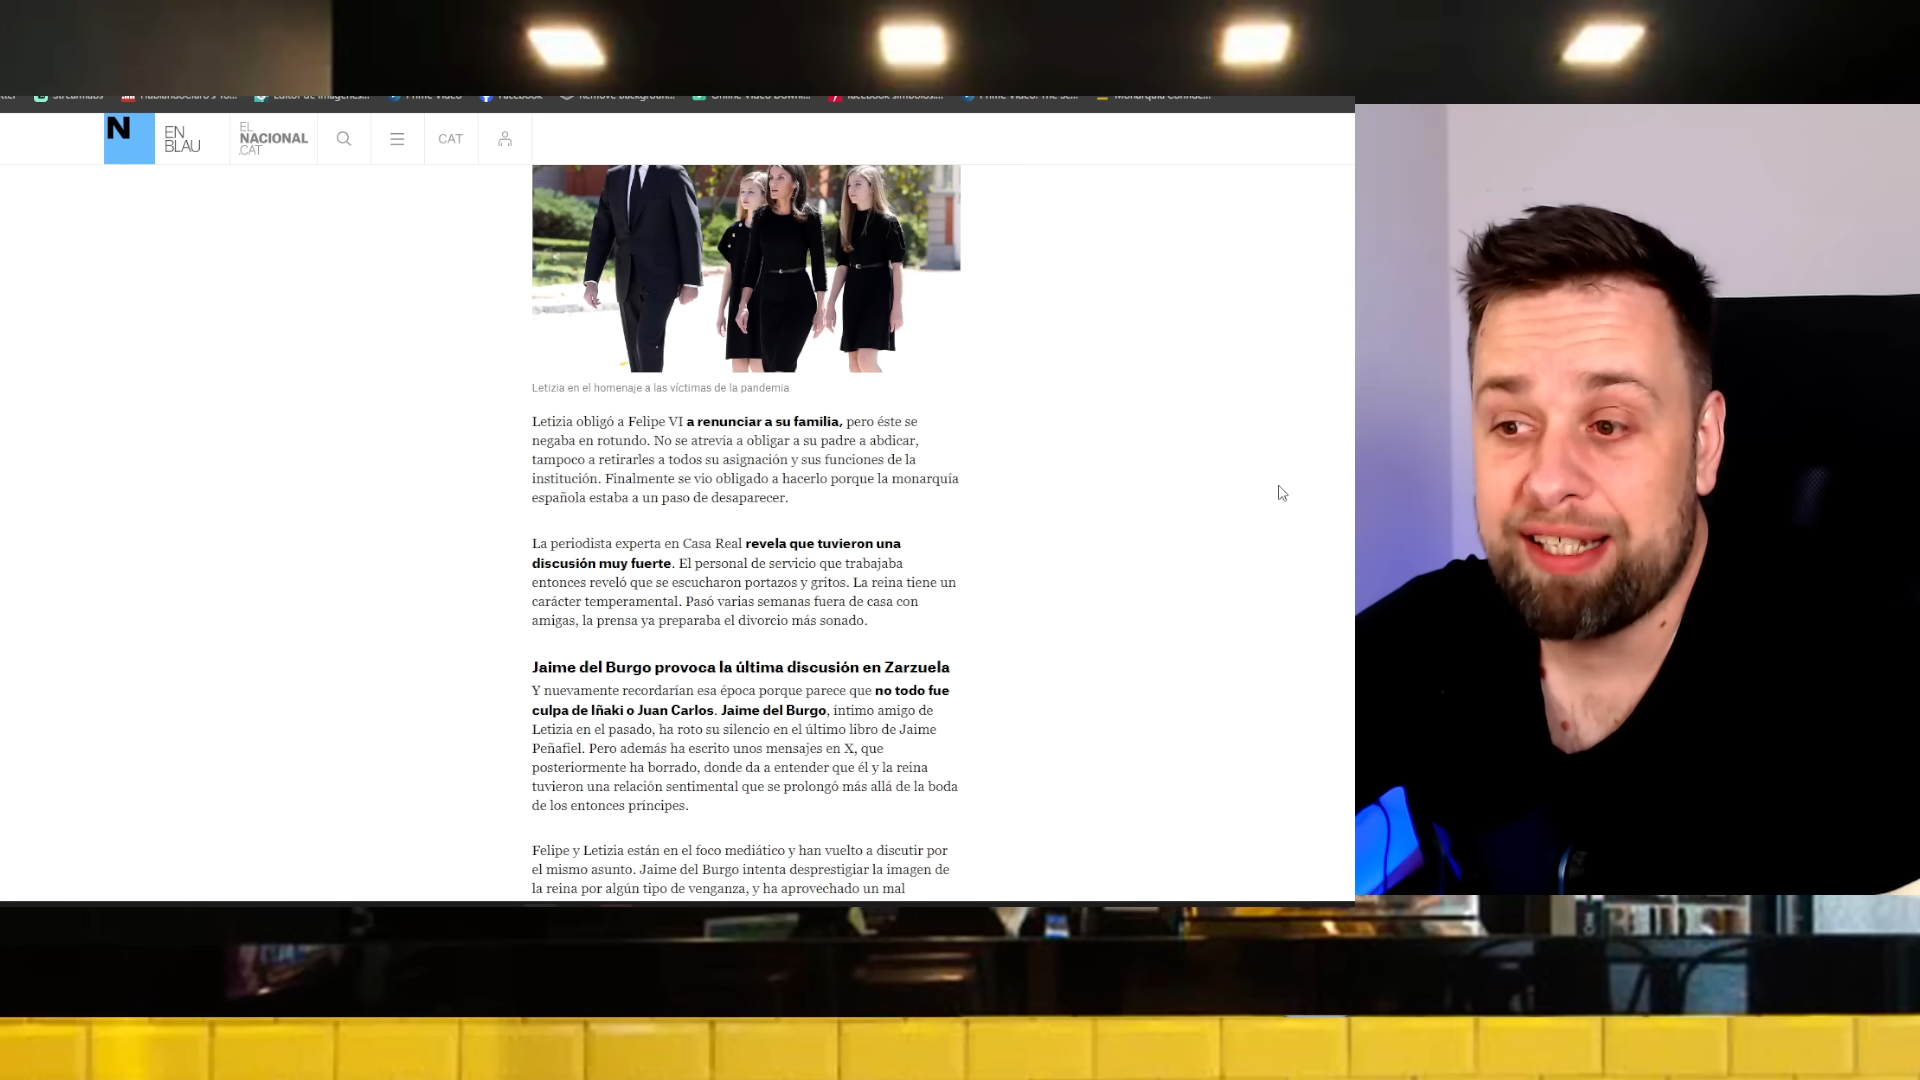 Prime Video
Facebook
Prime Video: The Se...
N
EN
BLAU
EL
NACIONAL
.CAT
CAT
Letizia en el homenaje a las víctimas de la pandemia
Letizia obligó a Felipe VI a renunciar a su familia, pero éste se
negaba en rotundo. No se atrevía a obligar a su padre a abdicar,
tampoco a retirarles a todos su asignación y sus funciones de la
institución. Finalmente se vio obligado a hacerlo porque la monarquía
española estaba a un paso de desaparecer.
La periodista experta en Casa Real revela que tuvieron una
discusión muy fuerte. El personal de servicio que trabajaba
entonces reveló que se escucharon portazos y gritos. La reina tiene un
carácter temperamental. Pasó varias semanas fuera de casa con
amigas, la prensa ya preparaba el divorcio más sonado.
Jaime del Burgo provoca la última discusión en Zarzuela
Y nuevamente recordarían esa época porque parece que no todo fue
culpa de Iñaki o Juan Carlos. Jaime del Burgo, íntimo amigo de
Letizia en el pasado, ha roto su silencio en el último libro de Jaime
Peñafiel. Pero además ha escrito unos mensajes en X, que
posteriormente ha borrado, donde da a entender que él y la reina
tuvieron una relación sentimental que se prolongó más allá de la boda
de los entonces príncipes.
Felipe y Letizia están en el foco mediático y han vuelto a discutir por
el mismo asunto. Jaime del Burgo intenta desprestigiar la imagen de
la reina por algún tipo de venganza, y ha aprovechado un mal